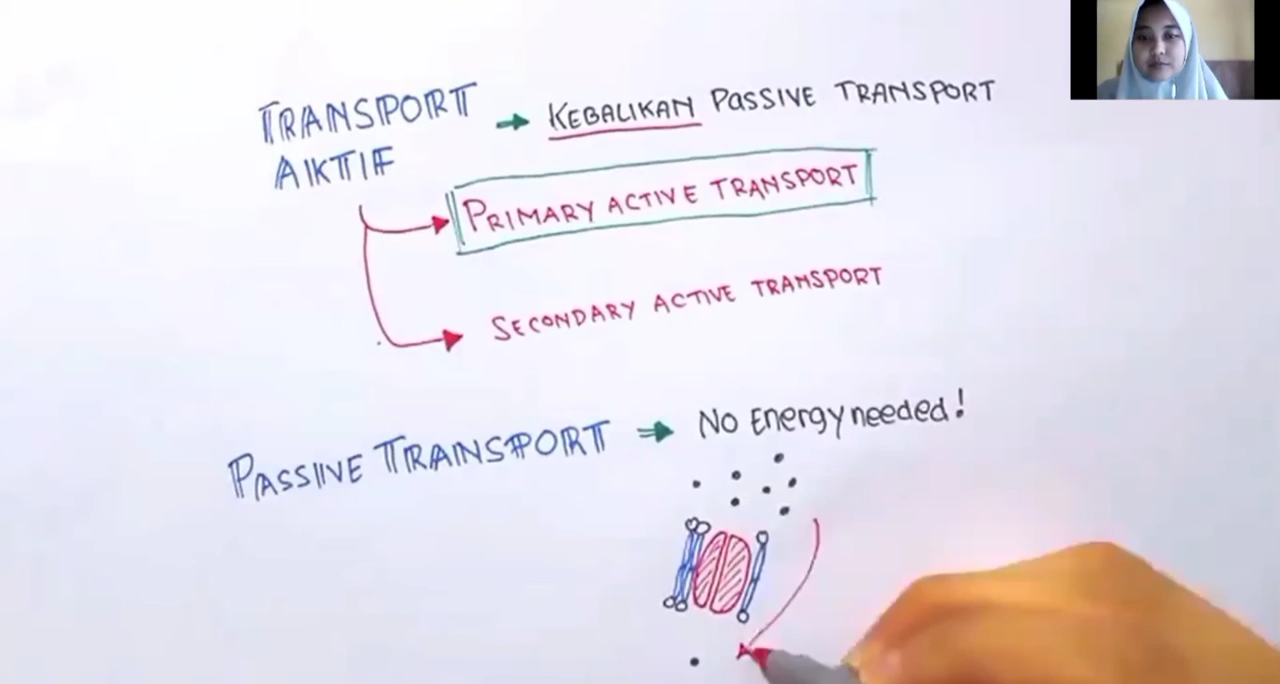 TRANSPORT → KEBALIKAN PASSIVE TRANSPORT
AKTIF
PRIMARY ACTIVE TRANSPORT
SECONDARY ACTIVE TRANSPORT
PASSIVE TRANSPORT → No Energy needed!